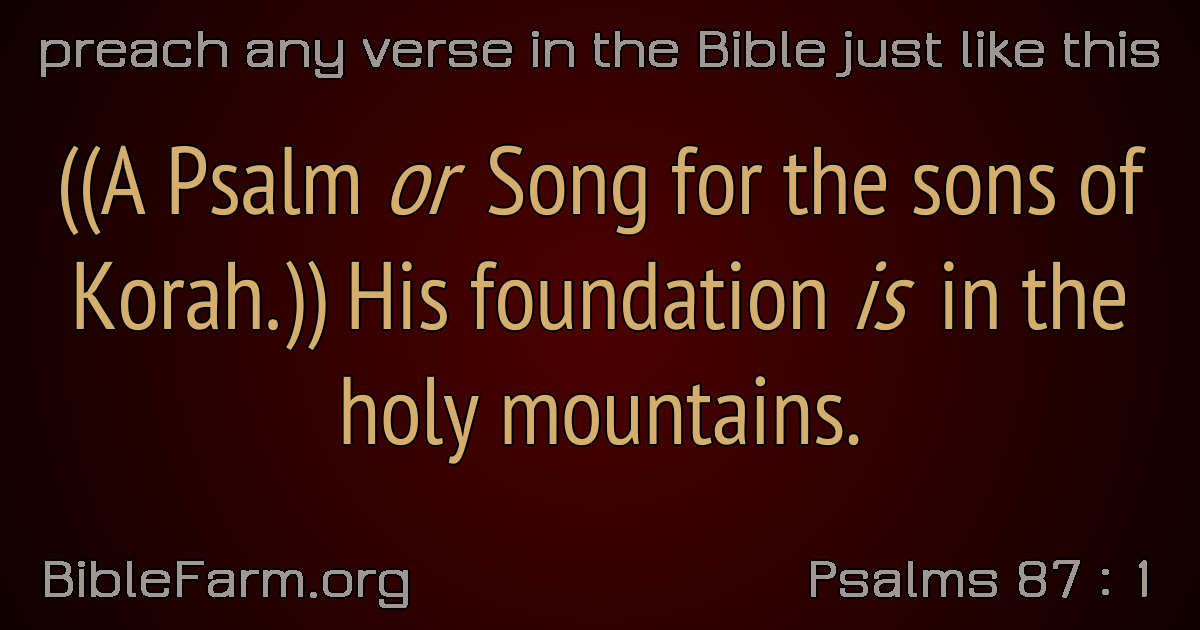 preach any verse in the Bible just like this
((A Psalm or Song for the sons of
Korah.)) His foundation is in the
holy mountains.
BibleFarm.org
Psalms 87 : 1